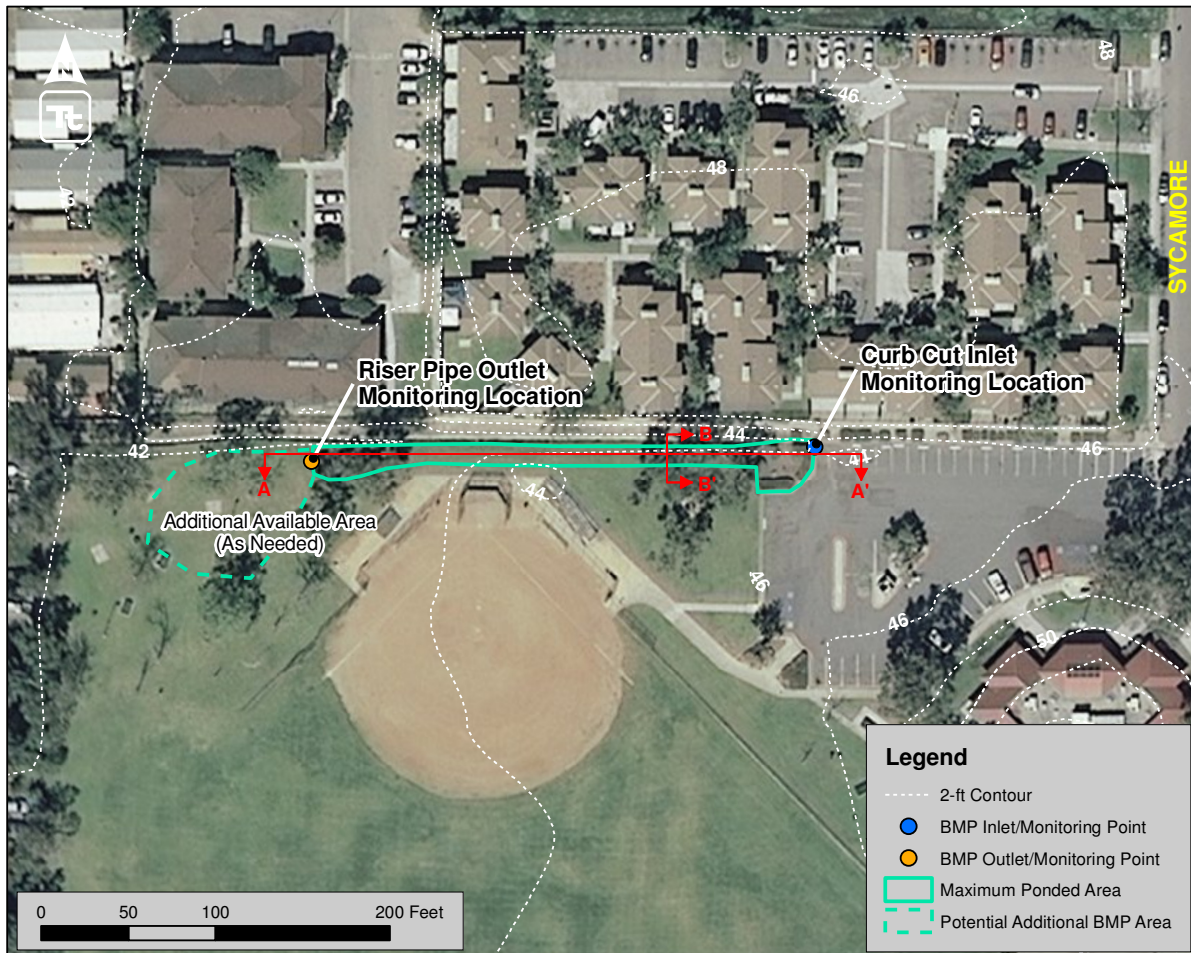 N
Tt
48
46
SYCAMORE
48
Riser Pipe Outlet
Monitoring Location
Curb Cut Inlet
Monitoring Location
42
44
B
46
44
A
B'
A'
44
Additional Available Area
(As Needed)
46
46
50
Legend
2-ft Contour
BMP Inlet/Monitoring Point
BMP Outlet/Monitoring Point
Maximum Ponded Area
Potential Additional BMP Area
0 50 100 200 Feet